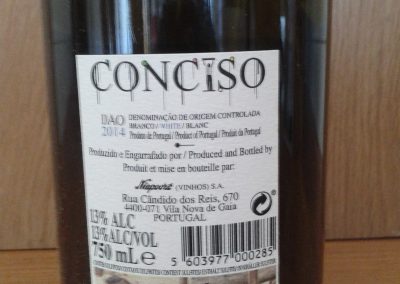 CONCISO
DAO
2014
DENOMINAÇÃO DE ORIGEM CONTROLADA
BRANCO / WHITE / BLANC
Produto de Portugal / Product of Portugal / Produit du Portugal
Produzido e Engarrafado por / Produced and Bottled by
Produit et mise en bouteille par:
Niepoort (VINHOS) S.A.
Rua Cândido dos Reis, 670
4400-071 Vila Nova de Gaia
PORTUGAL
13% ALC
13% ALC/VOL
750 mL e
5 603977 000285